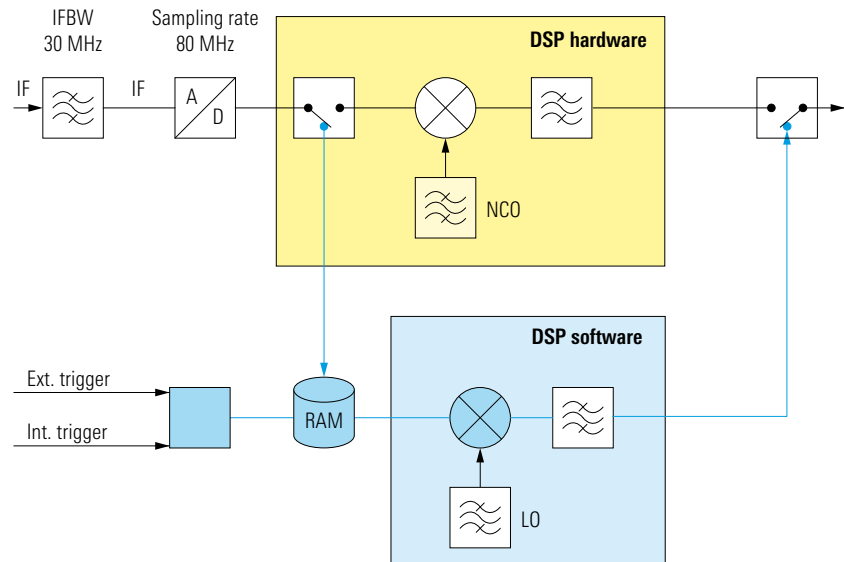 IFBW
30 MHz
Sampling rate
80 MHz
DSP hardware
IF
IF
A
D
NCO
DSP software
Ext. trigger
Int. trigger
RAM
LO